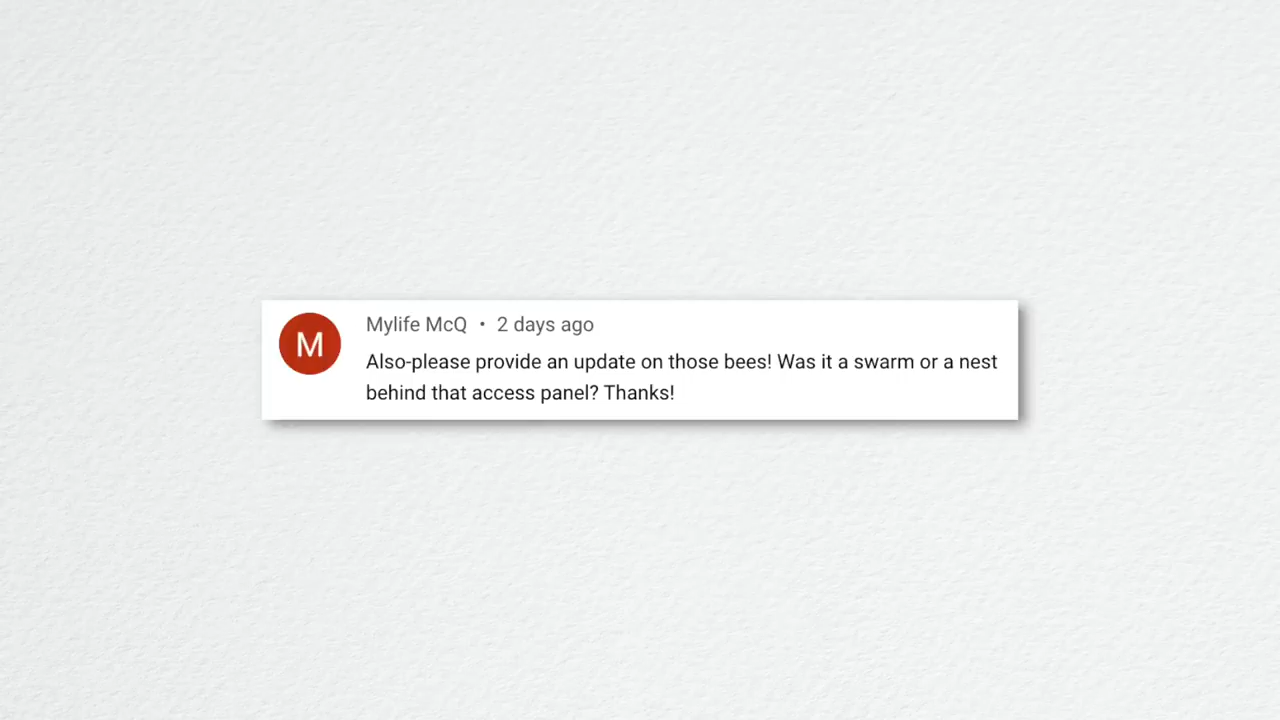 M
Mylife McQ • 2 days ago
Also-please provide an update on those bees! Was it a swarm or a nest
behind that access panel? Thanks!